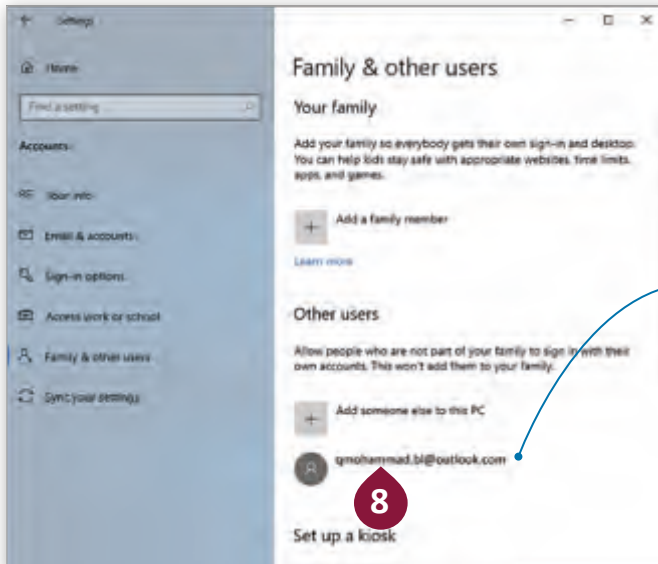 Settings
Home
Find a setting
Accounts
Your info
Email & accounts
Sign-in options
Access work or school
Family & other users
Sync your settings
Family & other users
Your family
Add your family so everybody gets their own sign-in and desktop.
You can help kids stay safe with appropriate websites, time limits,
apps, and games.
Add a family member
Learn more
Other users
Allow people who are not part of your family to sign in with their
own accounts. This won't add them to your family.
Add someone else to this PC
qmohammad.bl@outlook.com
8
Set up a kiosk